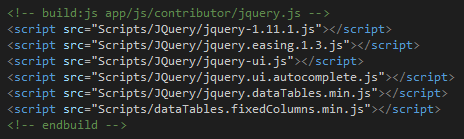 <!-- build:js app/js/contributor/jquery.js -->
<script src="Scripts/JQuery/jquery-1.11.1.js"></script>
<script src="Scripts/JQuery/jquery.easing.1.3.js"></script>
<script src="Scripts/JQuery/jquery-ui.js"></script>
<script src="Scripts/JQuery/jquery.ui.autocomplete.js"></script>
<script src="Scripts/JQuery/jquery.dataTables.min.js"></script>
<script src="Scripts/dataTables.fixedColumns.min.js"></script>
<!-- endbuild -->